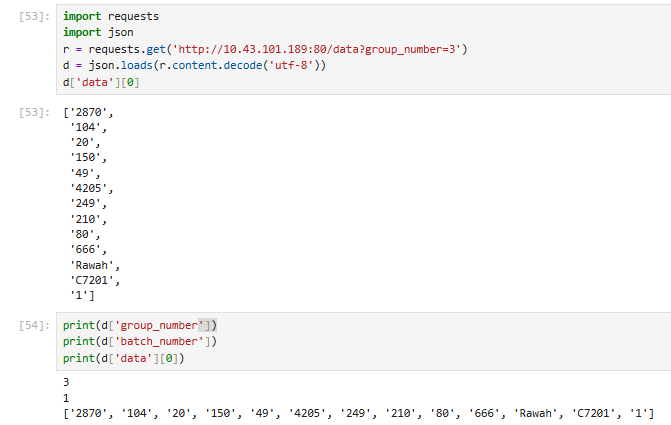 [53]: import requests
import json
r = requests.get('http://10.43.101.189:80/data?group_number=3')
d = json.loads(r.content.decode('utf-8'))
d['data'][0]
[53]: ['2870',
'104',
'20',
'150',
'49',
'4205',
'249',
'210',
'80',
'666',
'Rawah',
'C7201',
'1']
[54]: print(d['group_number'])
print(d['batch_number'])
print(d['data'][0])
3
1
['2870', '104', '20', '150', '49', '4205', '249', '210', '80', '666', 'Rawah', 'C7201', '1']